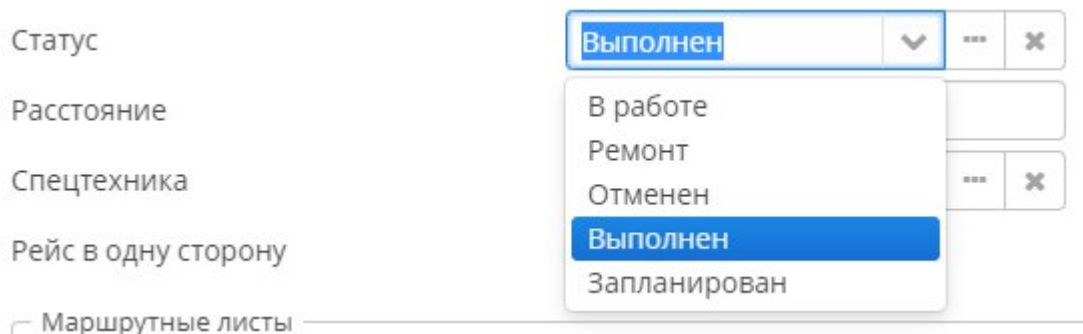 Статус Выполнен
Расстояние В работе
Ремонт
Спецтехника Отменен
Выполнен
Рейс в одну сторону Запланирован
Маршрутные листы